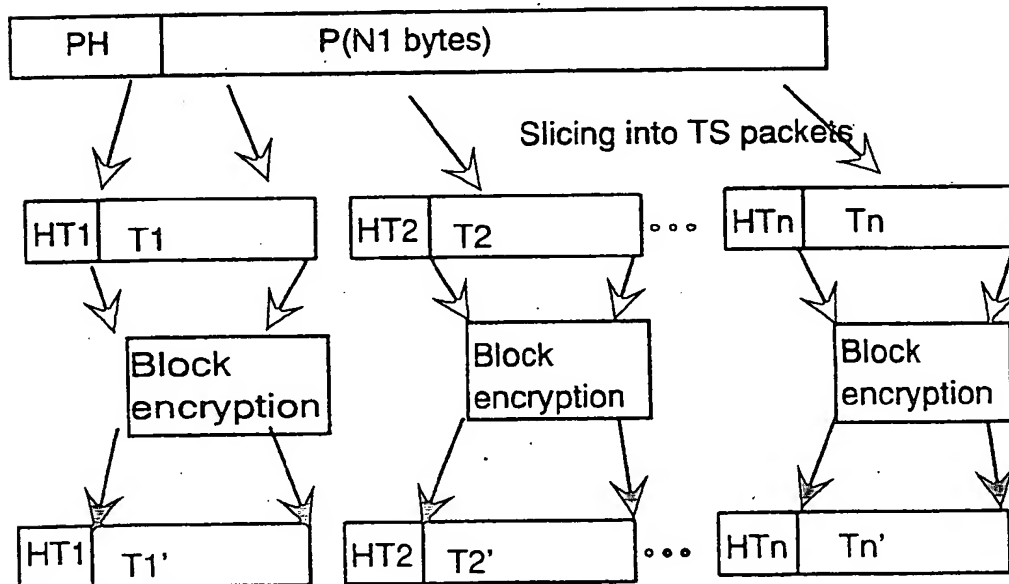 PH P(N1 bytes)
Slicing into TS packets
HT1 T1 HT2 T2 HTn Tn
Block
encryption
Block
encryption
Block
encryption
HT1 T1' HT2 T2' HTn Tn'